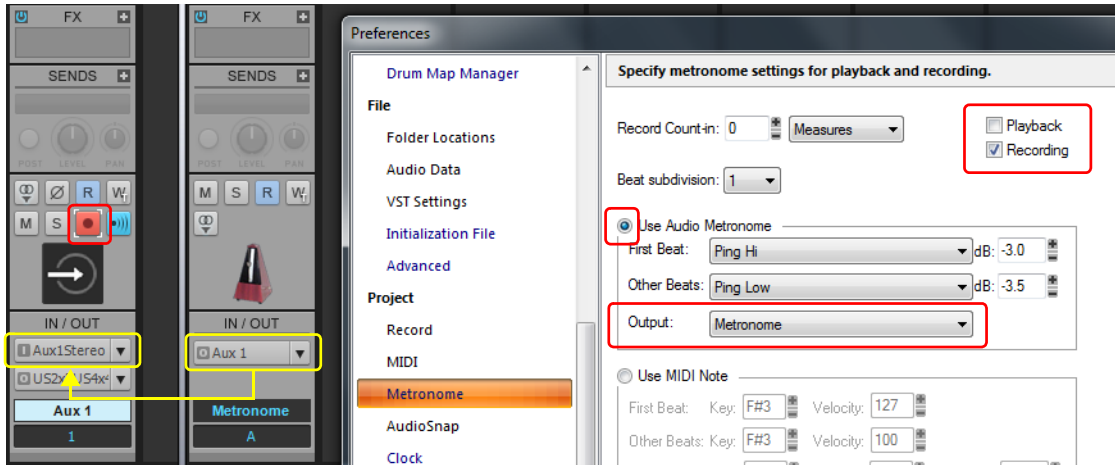 FX
SENDS
POST LEVEL PAN
R W
M S
IN / OUT
Aux1Stereo
Aux 1
1
FX
SENDS
POST LEVEL PAN
M S R W
IN / OUT
Aux 1
Metronome
A
Preferences
Drum Map Manager
File
Folder Locations
Audio Data
VST Settings
Initialization File
Advanced
Project
Record
MIDI
Metronome
AudioSnap
Clock
Specify metronome settings for playback and recording.
Record Count-in: 0 Measures
Playback
Recording
Beat subdivision: 1
Use Audio Metronome
First Beat: Ping Hi dB: -3.0
Other Beats: Ping Low dB: -3.5
Output: Metronome
Use MIDI Note
First Beat: Key: F#3 Velocity: 127
Other Beats: Key: F#3 Velocity: 100